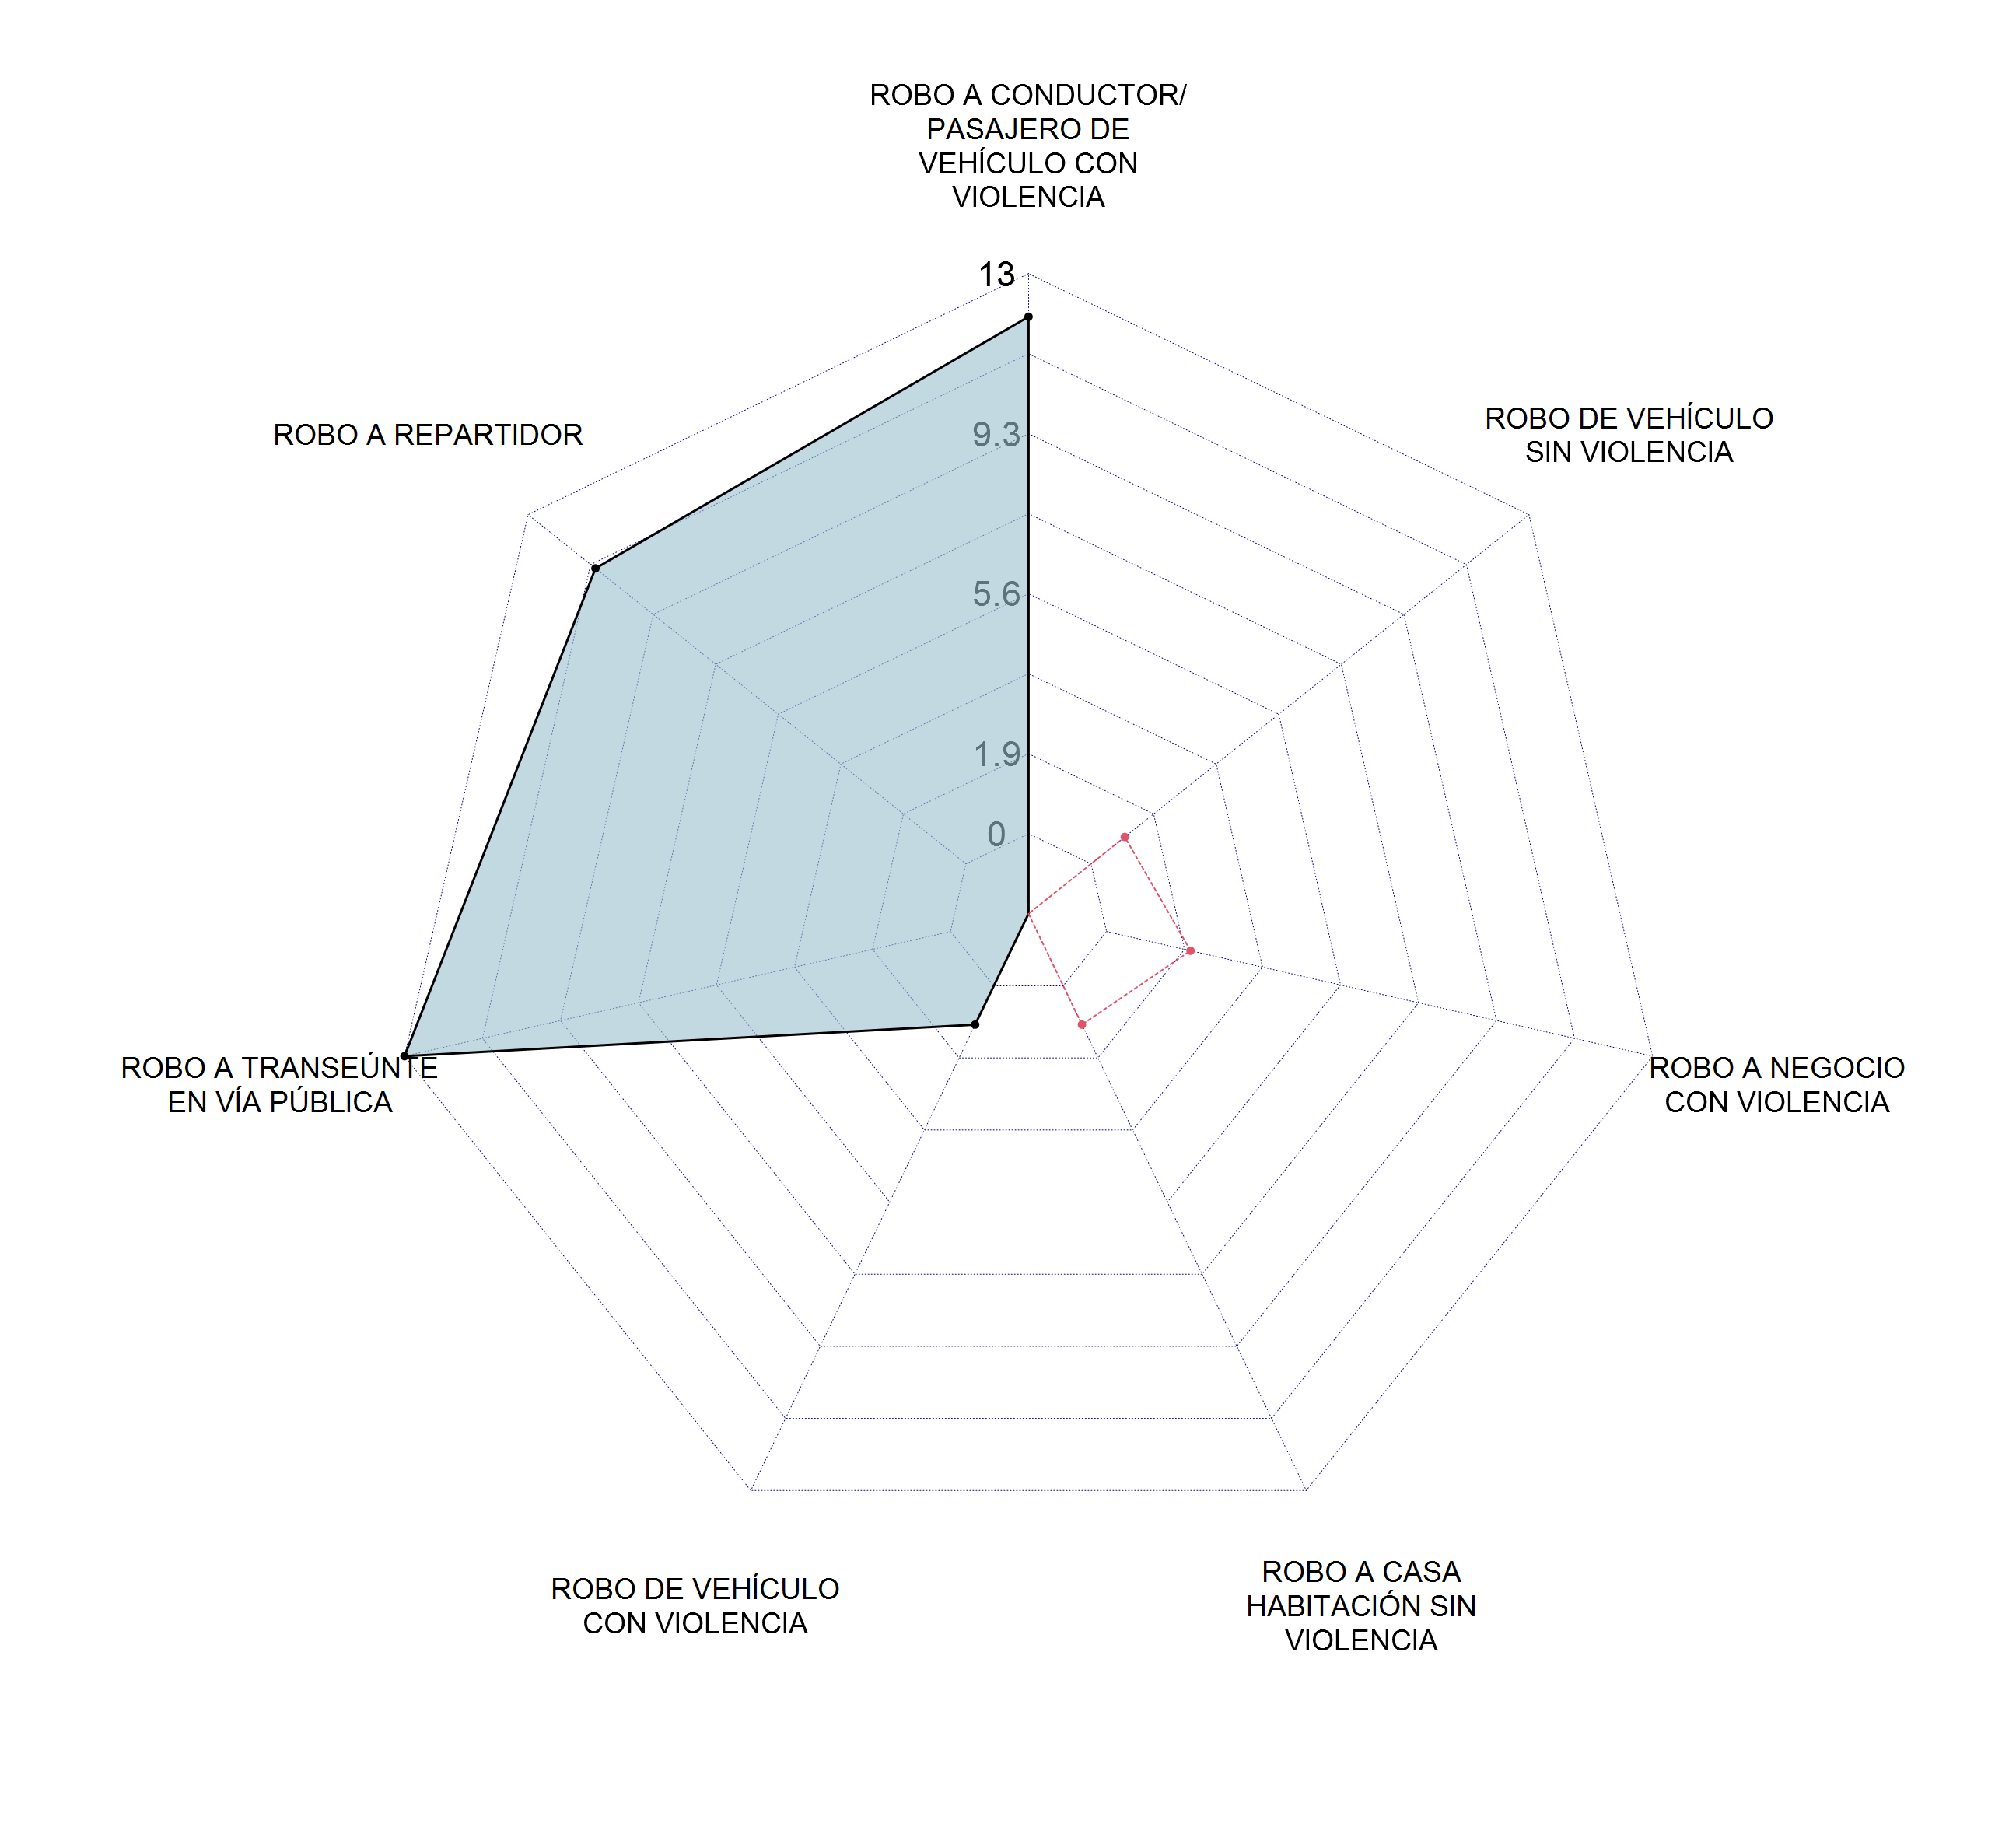 ROBO A CONDUCTOR/
PASAJERO DE
VEHÍCULO CON
VIOLENCIA
13
ROBO DE VEHÍCULO
SIN VIOLENCIA
ROBO A REPARTIDOR
9.3
5.6
1.9
0
ROBO A TRANSEÚNTE
EN VÍA PÚBLICA
ROBO A NEGOCIO
CON VIOLENCIA
ROBO DE VEHÍCULO
CON VIOLENCIA
ROBO A CASA
HABITACIÓN SIN
VIOLENCIA